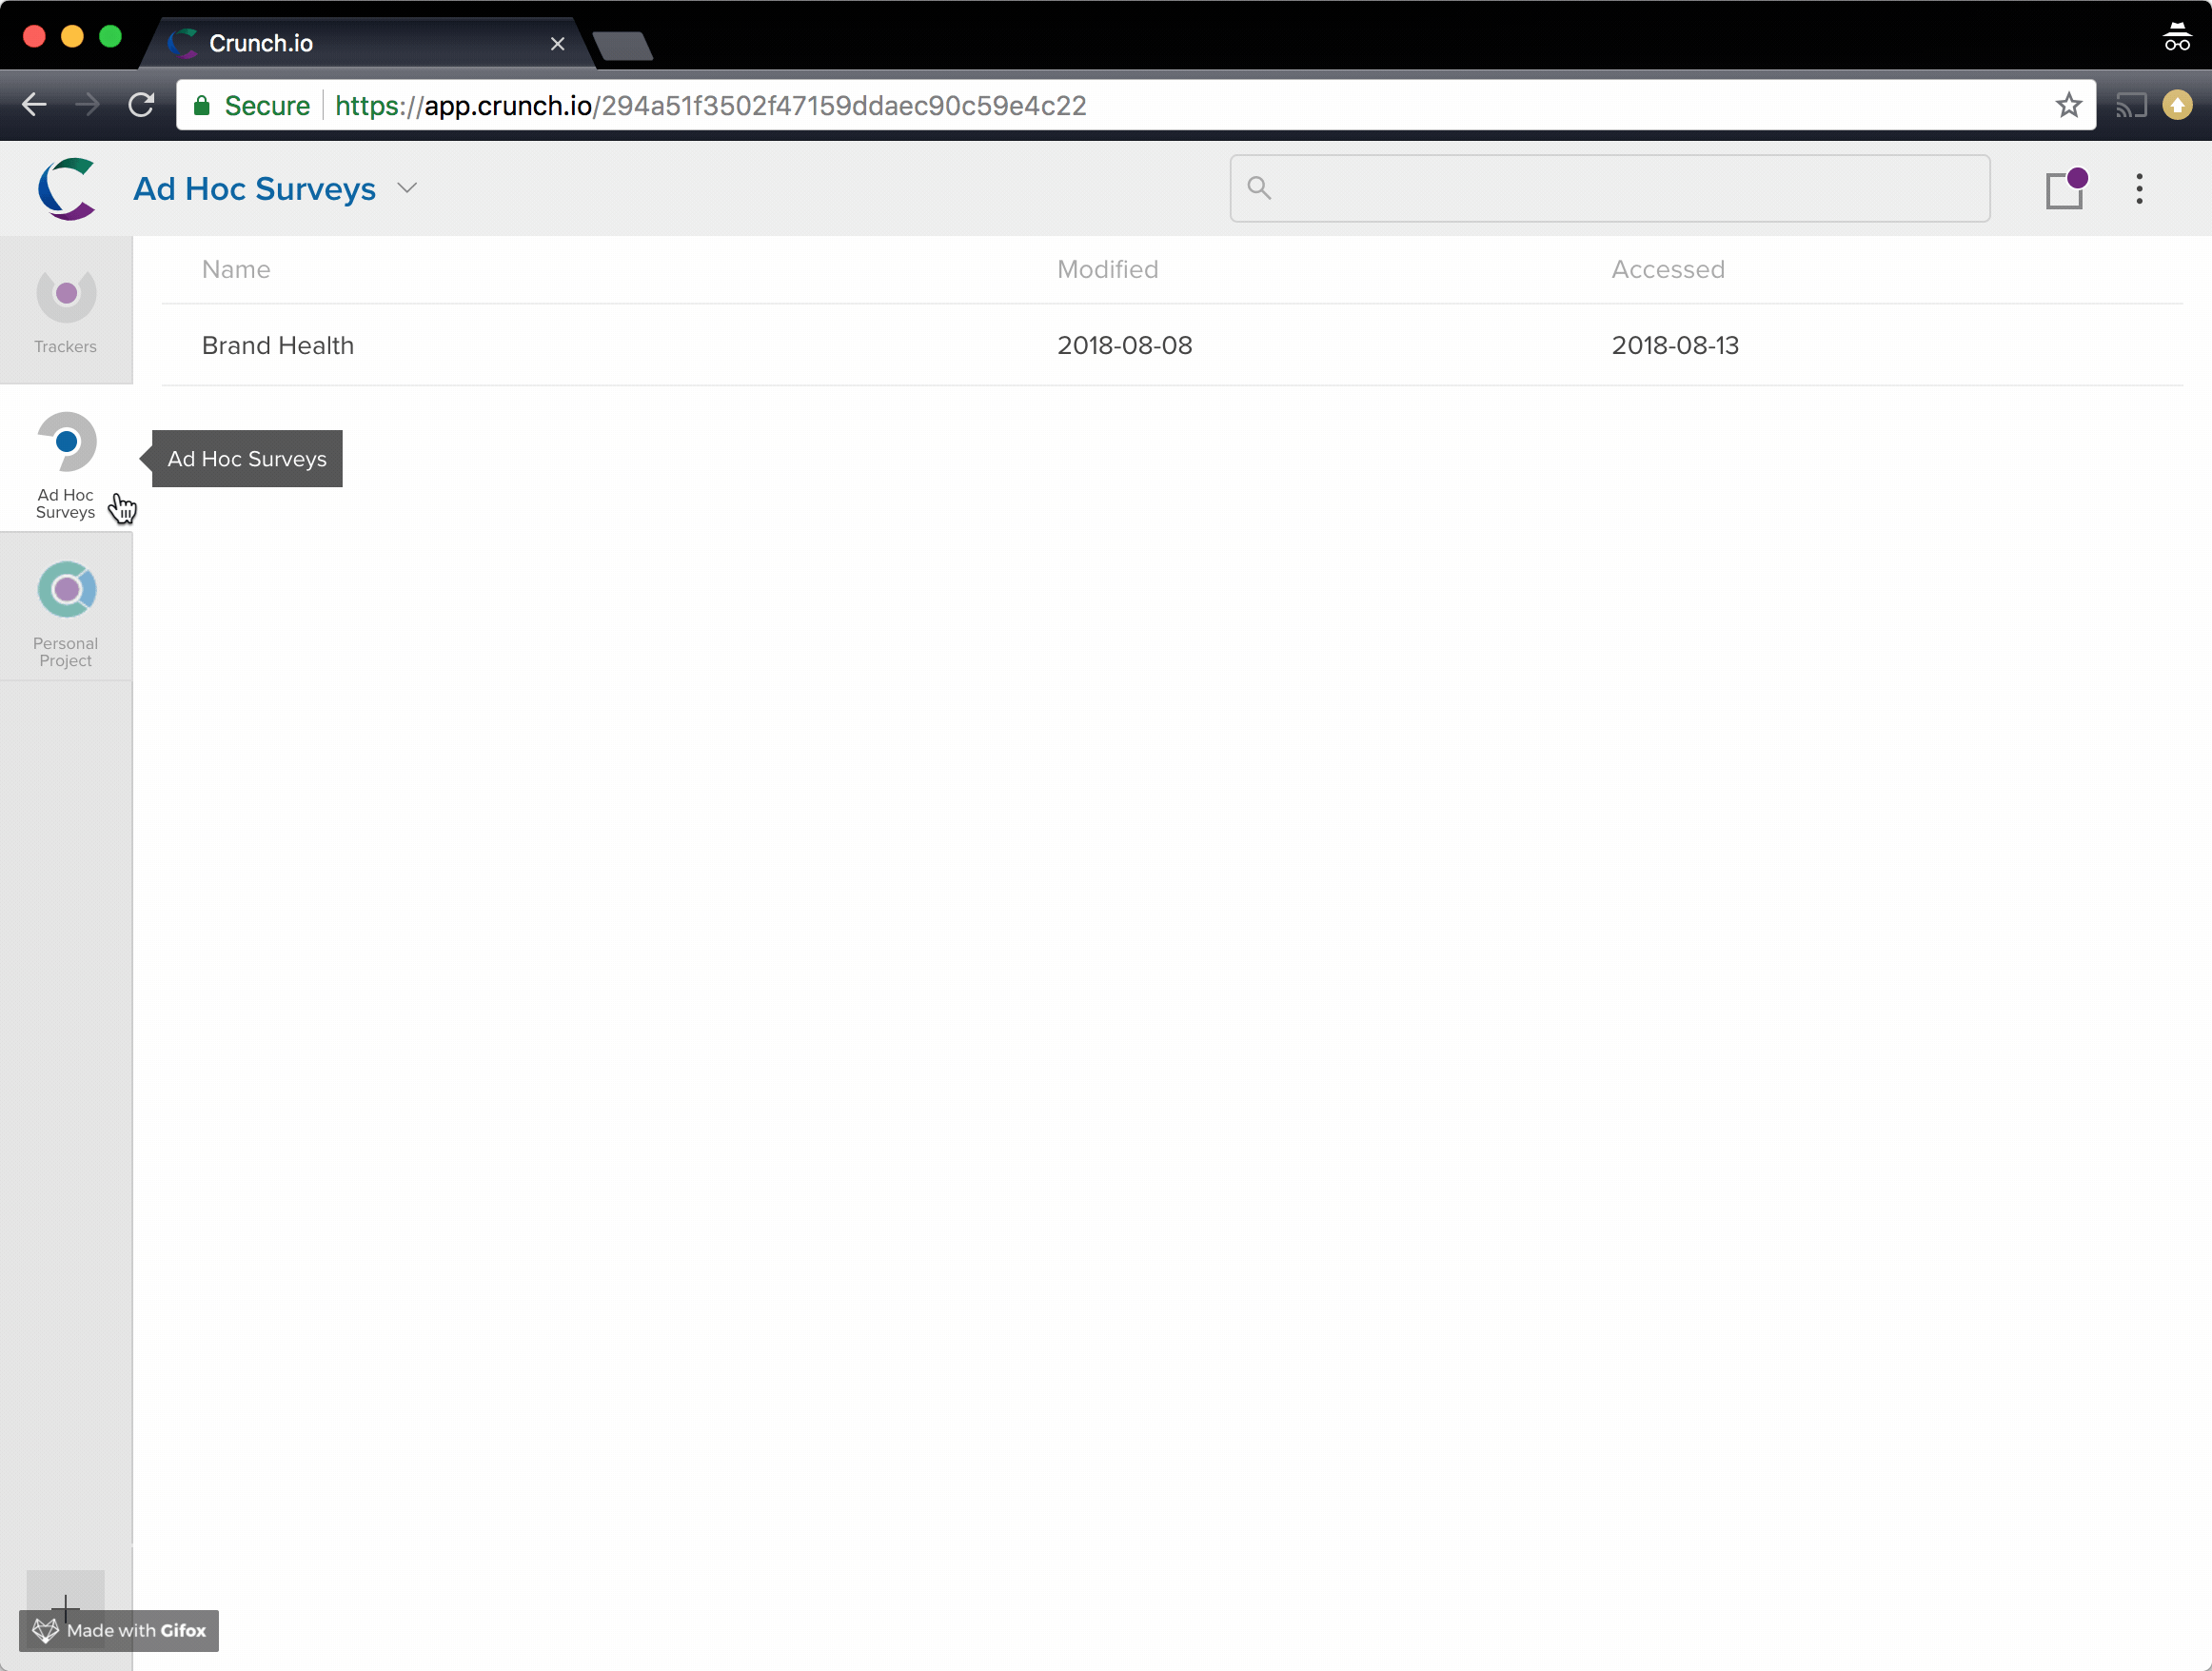 Crunch.io
Secure https://app.crunch.io/294a51f3502f47159ddaec90c59e4c22
Ad Hoc Surveys
Name Modified Accessed
Brand Health 2018-08-08 2018-08-13
Trackers
Ad Hoc Surveys
Ad Hoc
Surveys
Personal
Project
Made with Gifox